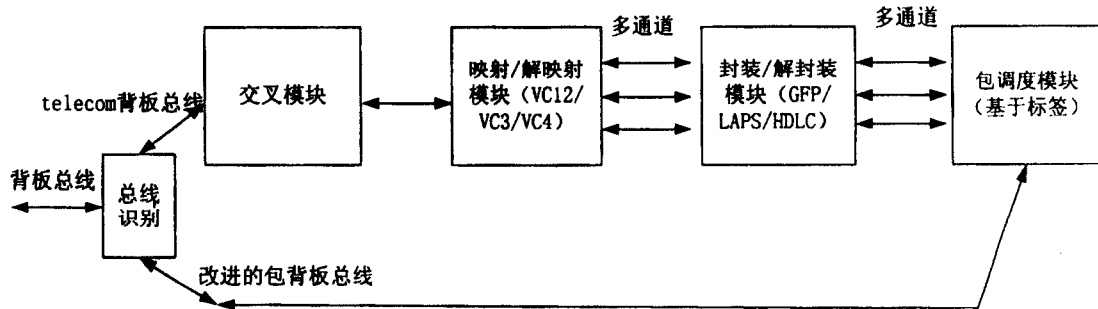 多通道
多通道
交叉模块
映射/解映射
模块（VC12/
VC3/VC4）
封装/解封装
模块（GFP/
LAPS/HDLC）
包调度模块
（基于标签）
telecom背板总线
背板总线
总线
识别
改进的包背板总线